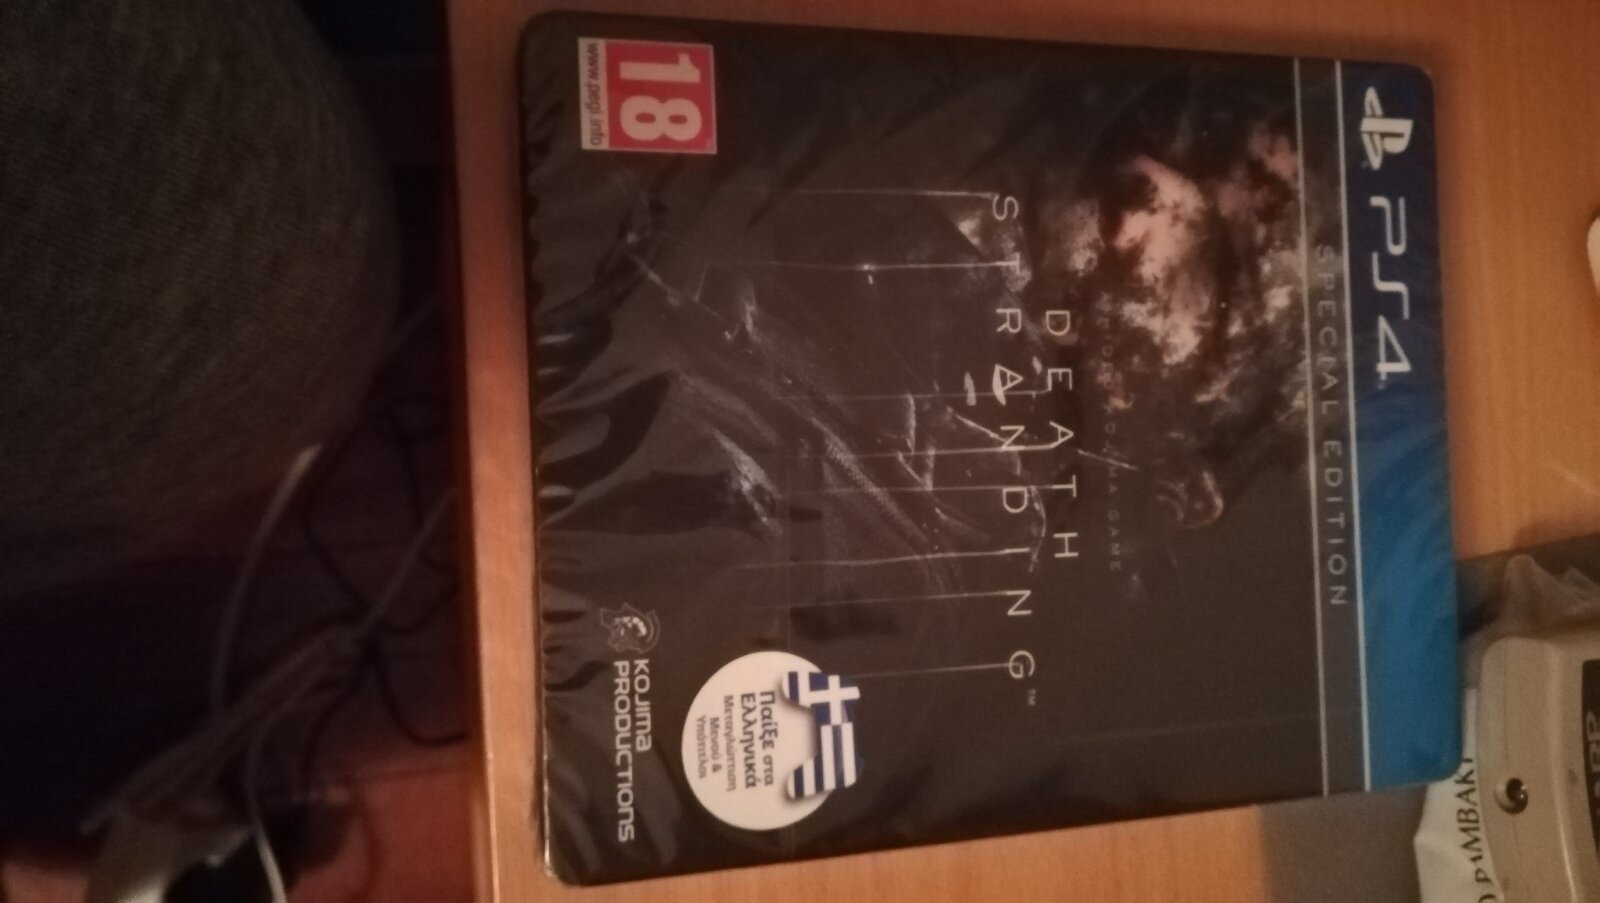 PS4
SPECIAL EDITION
A HIDEO KOJIMA GAME
DEATH
STRANDING™
Παίξε στα
Ελληνικά
Μεταγλώττιση
Μενού &
Υπότιτλοι
18
www.pegi.info
KOJIMA
PRODUCTIONS